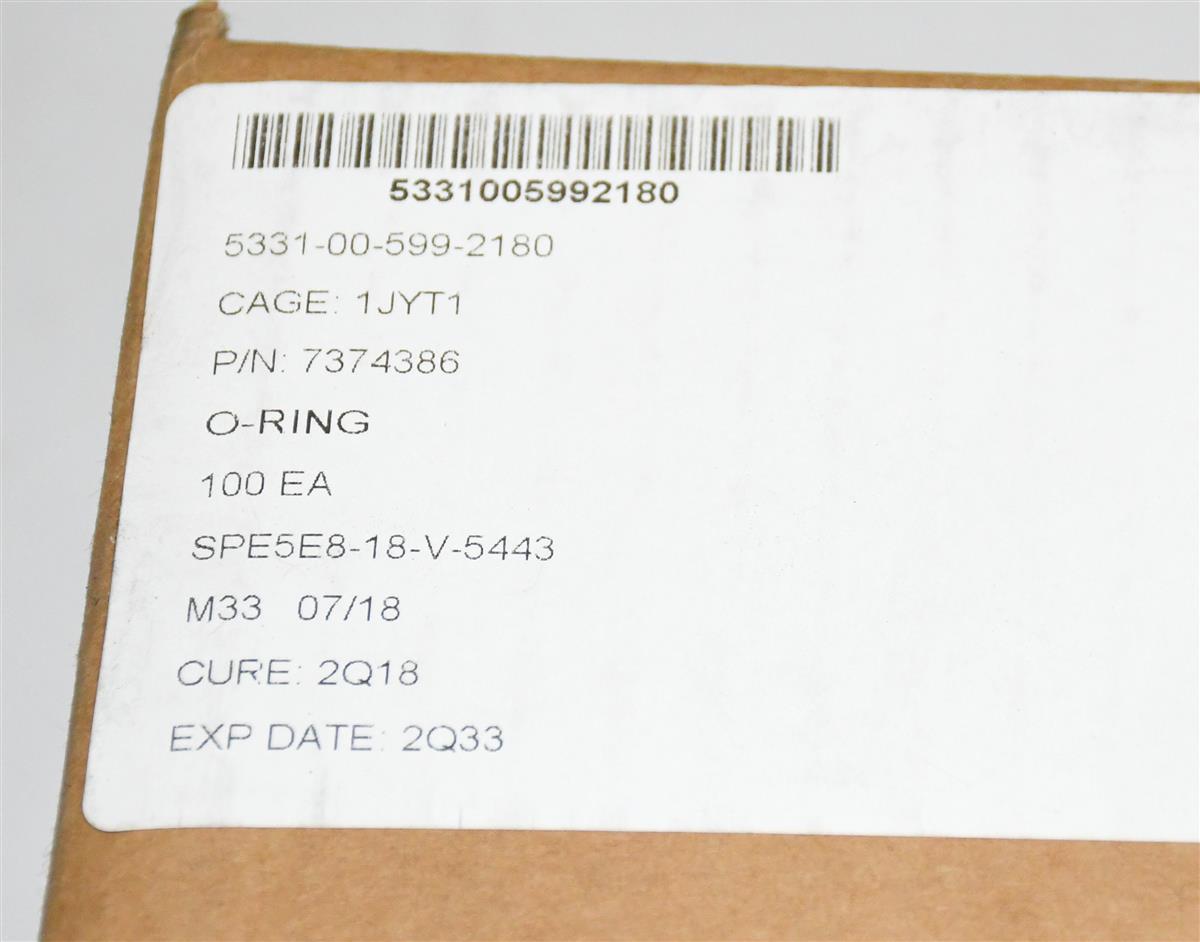 5331005992180
5331-00-599-2180
CAGE: 1JYT1
P/N: 7374386
O-RING
100 EA
SPE5E8-18-V-5443
M33 07/18
CURE: 2Q18
EXP DATE: 2Q33